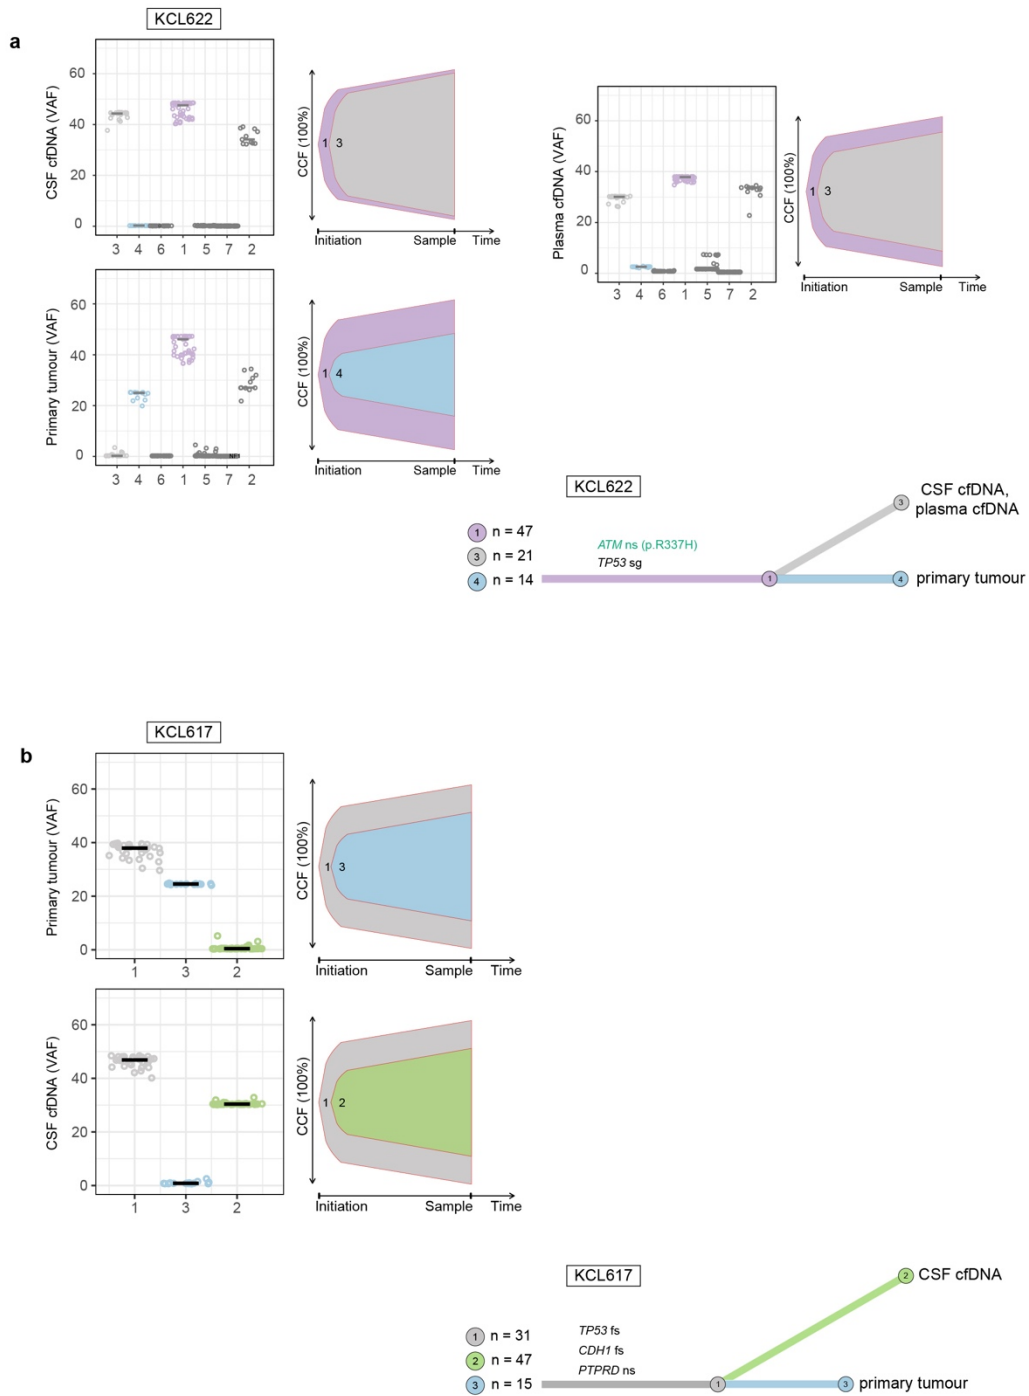 a
KCL622
CSF cfDNA (VAF)
60
40
20
0
3 4 6 1 5 7 2
CCF (100%)
1 3
Initiation Sample Time
Plasma cfDNA (VAF)
60
40
20
0
3 4 6 1 5 7 2
CCF (100%)
1 3
Initiation Sample Time
Primary tumour (VAF)
60
40
20
0
3 4 6 1 5 7 2
CCF (100%)
1 4
Initiation Sample Time
KCL622
1 n = 47
3 n = 21
4 n = 14
ATM ns (p.R337H)
TP53 sg
1
3
CSF cfDNA,
plasma cfDNA
4 primary tumour
b
KCL617
Primary tumour (VAF)
60
40
20
0
1 3 2
CCF (100%)
1 3
Initiation Sample Time
CSF cfDNA (VAF)
60
40
20
0
1 3 2
CCF (100%)
1 2
Initiation Sample Time
KCL617
1 n = 31
2 n = 47
3 n = 15
TP53 fs
CDH1 fs
PTPRD ns
1
2 CSF cfDNA
3 primary tumour